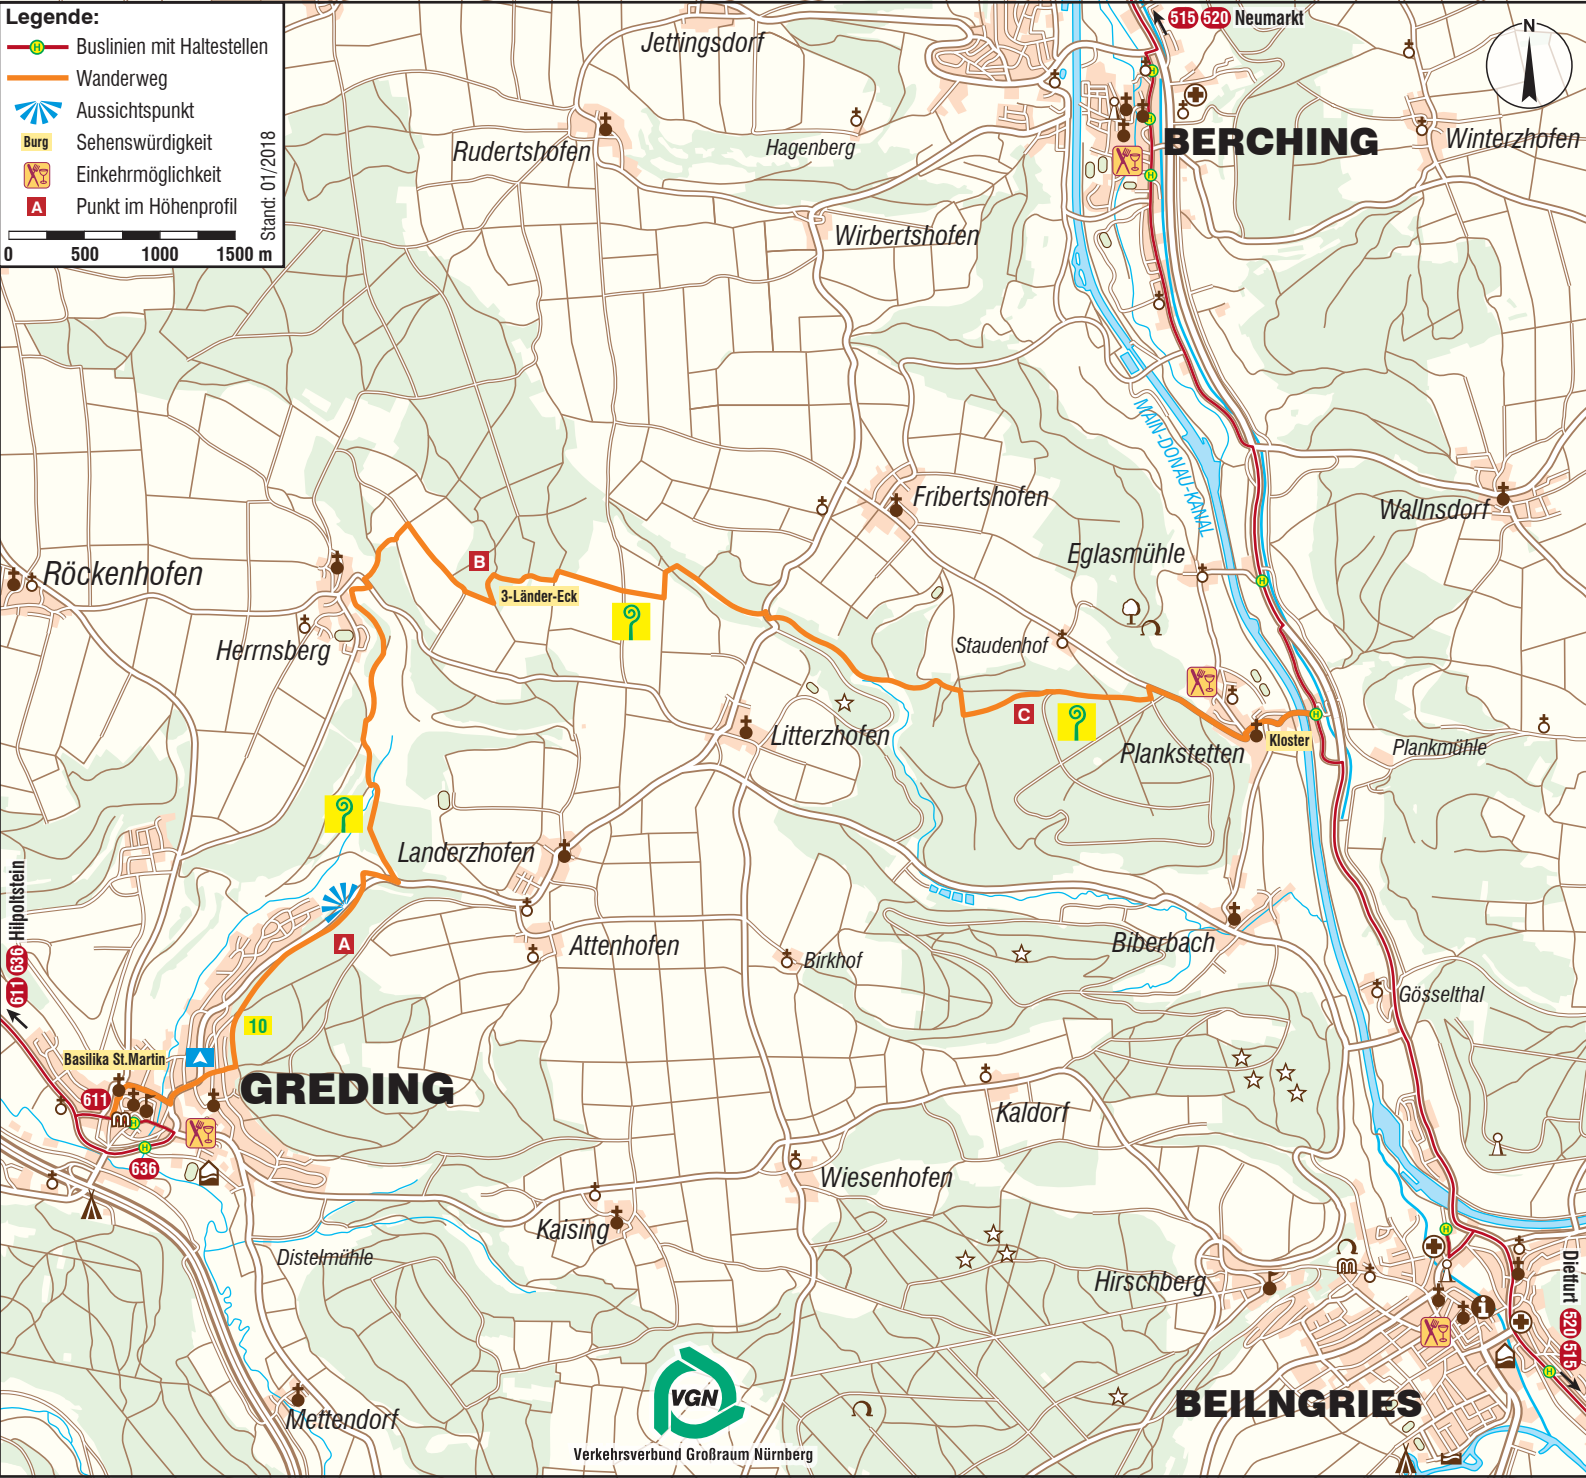 Legende:
Buslinien mit Haltestellen
Wanderweg
Aussichtspunkt
Burg Sehenswürdigkeit
Einkehrmöglichkeit
A Punkt im Höhenprofil
0 500 1000 1500 m
Stand: 01/2018
515 520 Neumarkt
N
Jettingsdorf
Rudertshofen
Hagenberg
BERCHING
Winterzhofen
Wirbertshofen
MAIN-DONAU-KANAL
Fribertshofen
Wallnsdorf
Eglasmühle
Röckenhofen
B
3-Länder-Eck
Herrnsberg
Staudenhof
C
Litterzhofen
Plankstetten
Kloster
Plankmühle
Landerzhofen
611 636 Hilpoltstein
A
Attenhofen
Birkhof
Biberbach
Gösselthal
10
Basilika St.Martin
GREDING
611
636
Kaldorf
Wiesenhofen
Kaising
Distelmühle
Hirschberg
Dietfurt 520 515
VGN
Verkehrsverbund Großraum Nürnberg
Mettendorf
BEILNGRIES
H
H
H
H
H
H
H
H
H
H
i